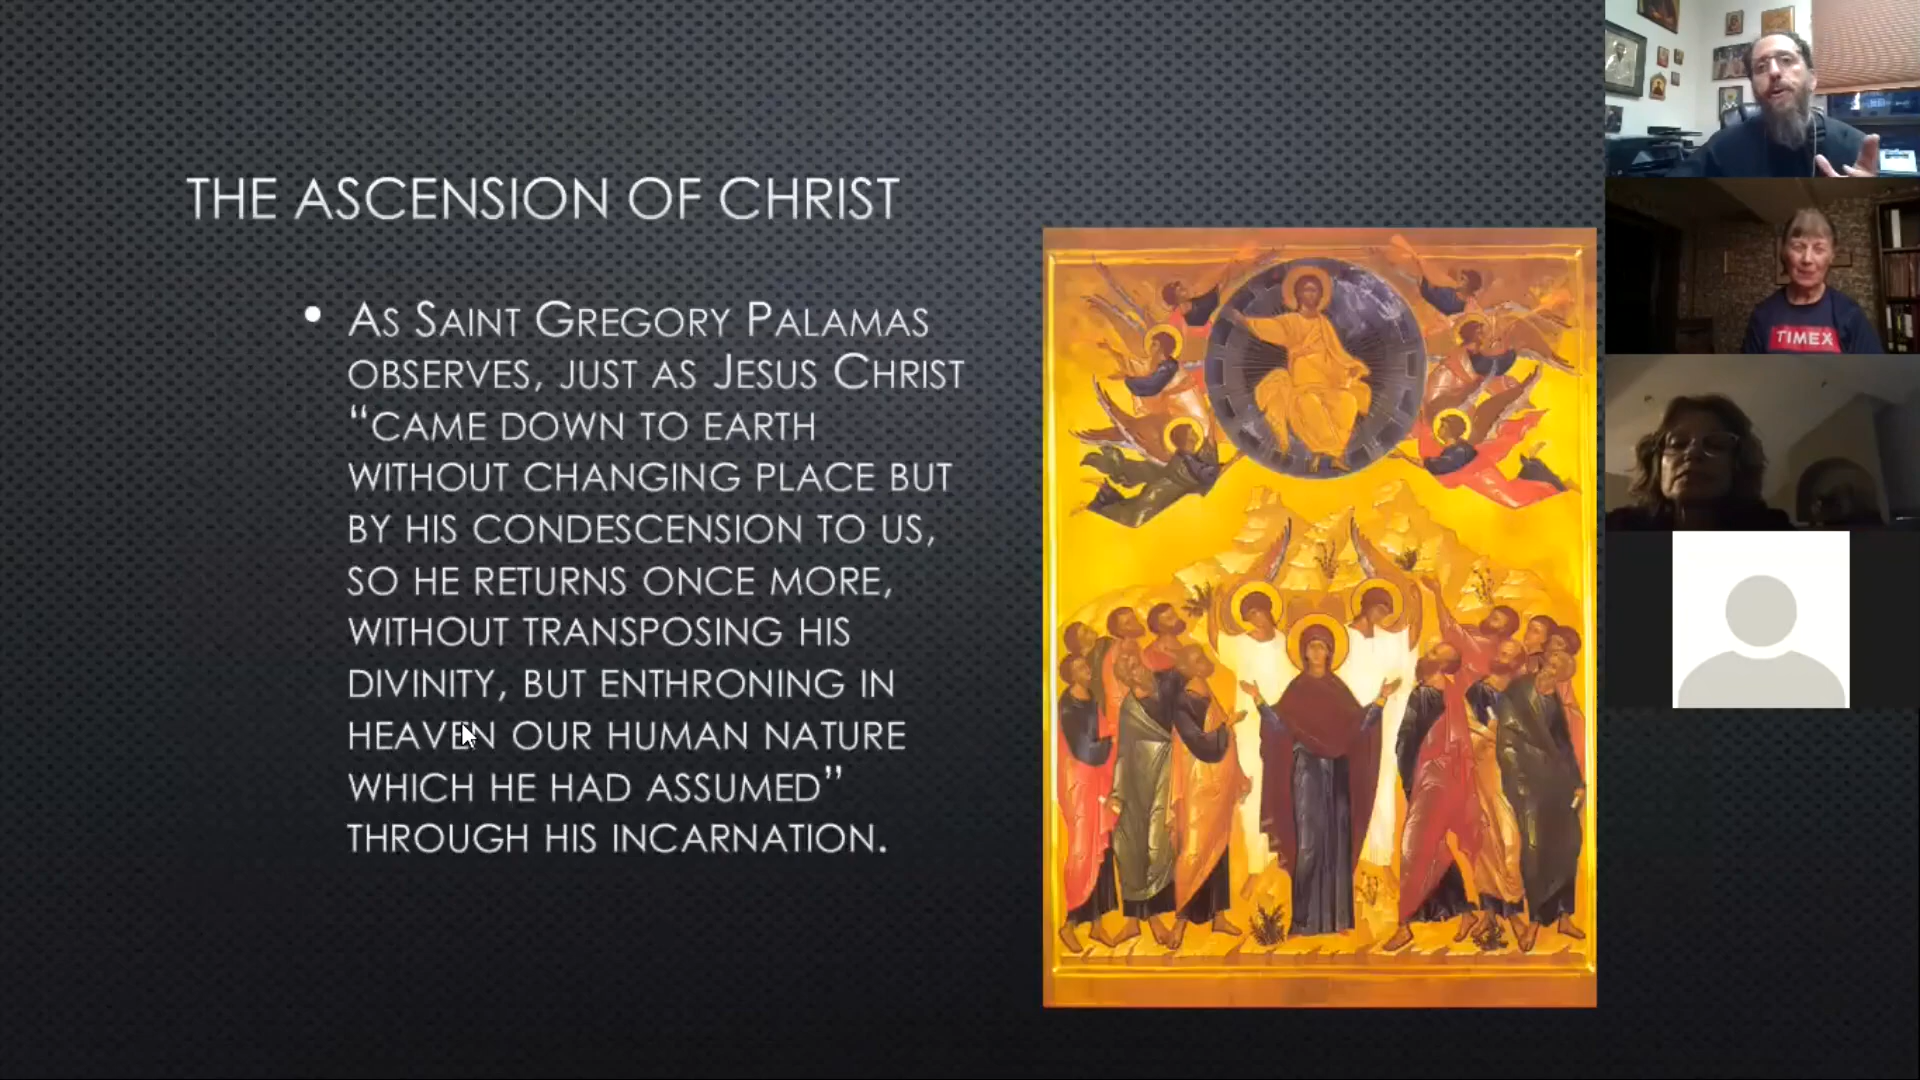 THE ASCENSION OF CHRIST
• AS SAINT GREGORY PALAMAS
OBSERVES, JUST AS JESUS CHRIST
“CAME DOWN TO EARTH
WITHOUT CHANGING PLACE BUT
BY HIS CONDESCENSION TO US,
SO HE RETURNS ONCE MORE,
WITHOUT TRANSPOSING HIS
DIVINITY, BUT ENTHRONING IN
HEAVEN OUR HUMAN NATURE
WHICH HE HAD ASSUMED”
THROUGH HIS INCARNATION.
TIMEX